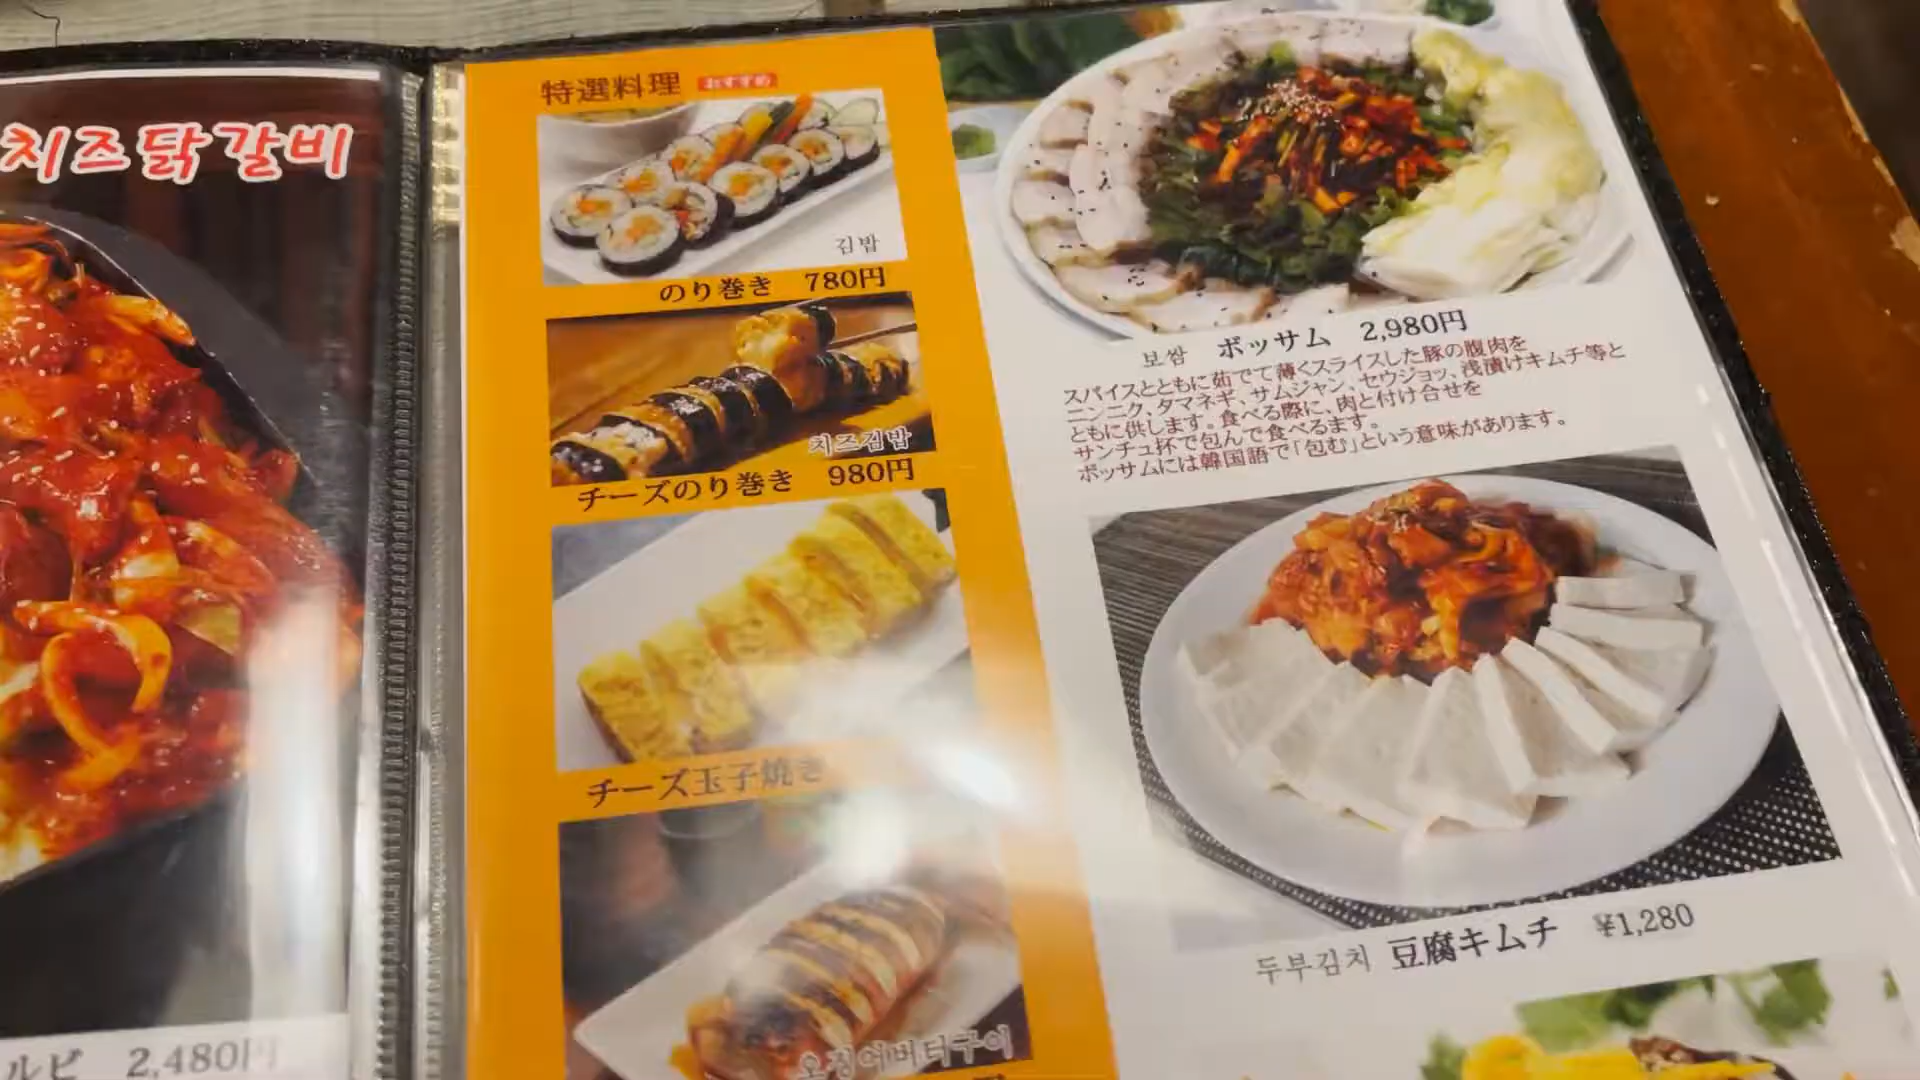 치즈닭갈비
ルビ 2,480円
特選料理 おすすめ
김밥
のり巻き 780円
치즈김밥
チーズのり巻き 980円
チーズ玉子焼き
오징어버터구이
보쌈 ボッサム 2,980円
スパイスとともに茹でて薄くスライスした豚の腹肉を
ニンニク、タマネギ、サムジャン、セウジョッ、浅漬けキムチ等と
ともに供します。食べる際に、肉と付け合せを
サンチュ杯で包んで食べるます。
ボッサムには韓国語で「包む」という意味があります。
두부김치 豆腐キムチ ¥1,280